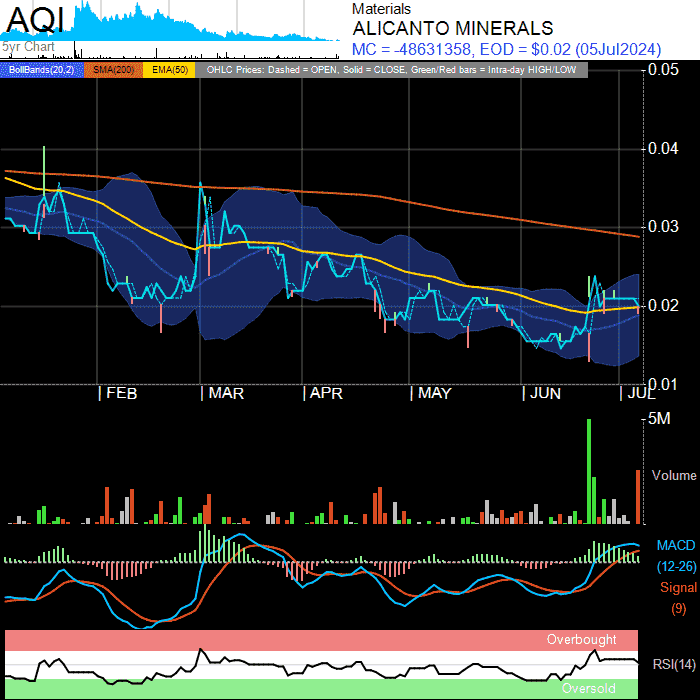 AQI
5yr Chart
Materials
ALICANTO MINERALS
MC = -48631358, EOD = $0.02 (05Jul2024)
BollBands(20,2) SMA(200) EMA(50) OHLC Prices: Dashed = OPEN, Solid = CLOSE, Green/Red bars = Intra-day HIGH/LOW
0.05
0.04
0.03
0.02
0.01
| FEB | MAR | APR | MAY | JUN | JUL
5M
Volume
MACD
(12-26)
Signal
(9)
Overbought
RSI(14)
Oversold